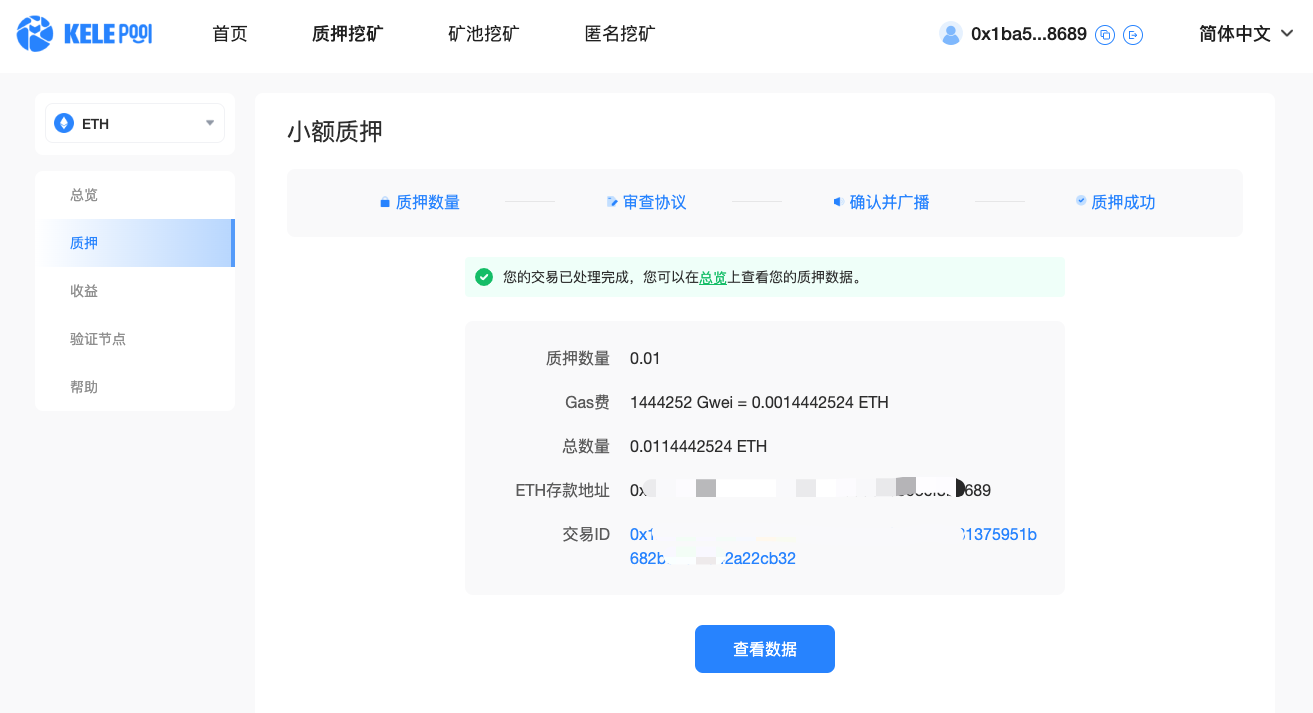 KELE POOl 首页 质押挖矿 矿池挖矿 匿名挖矿 0x1ba5...8689 简体中文
ETH
总览
质押
收益
验证节点
帮助
小额质押
质押数量 审查协议 确认并广播 质押成功
您的交易已处理完成，您可以在总览上查看您的质押数据。
质押数量 0.01
Gas费 1444252 Gwei = 0.0014442524 ETH
总数量 0.0114442524 ETH
ETH存款地址 0x 689
交易ID 0x1 1375951b
682b 2a22cb32
查看数据